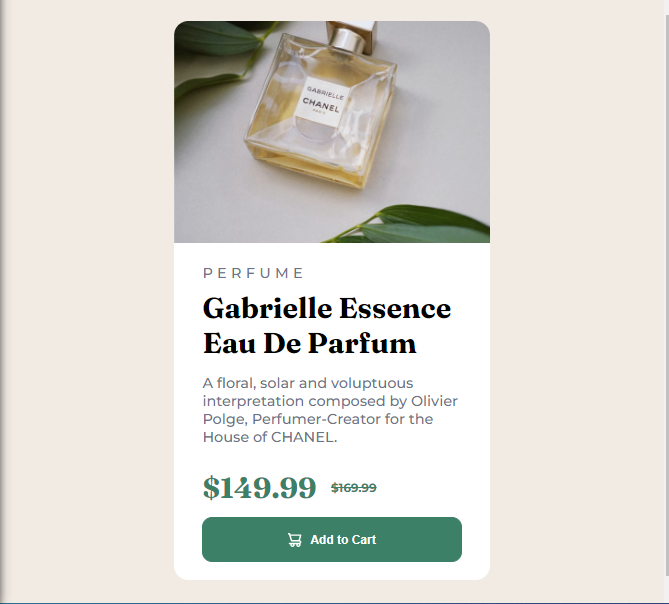 GABRIELLE
CHANEL
PARIS
PERFUME
Gabrielle Essence
Eau De Parfum
A floral, solar and voluptuous
interpretation composed by Olivier
Polge, Perfumer-Creator for the
House of CHANEL.
$149.99 $169.99
Add to Cart